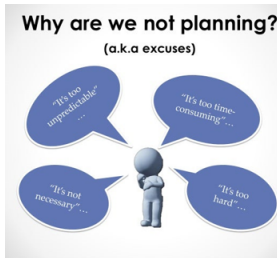 Why are we not planning?
(a.k.a excuses)
"It's too
unpredictable"
...
"It's too time-
consuming"...
"It's not
necessary"...
"It's too
hard"...